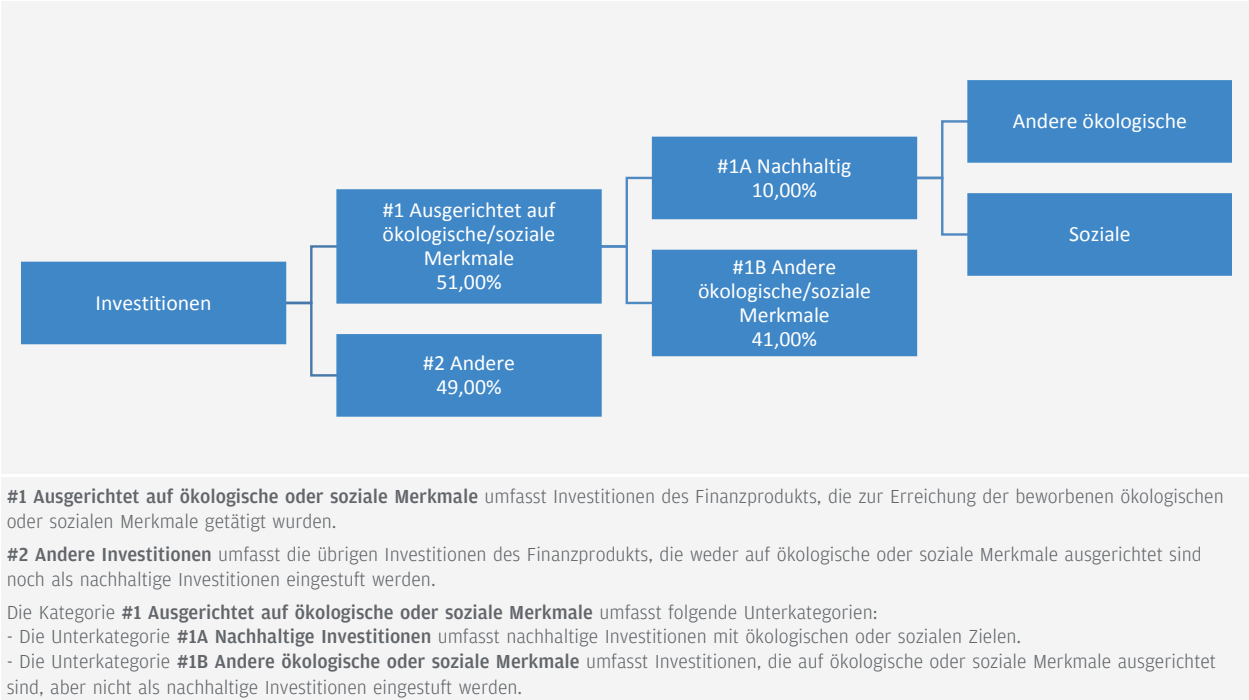 Investitionen
#1 Ausgerichtet auf
ökologische/soziale
Merkmale
51,00%
#2 Andere
49,00%
#1A Nachhaltig
10,00%
#1B Andere
ökologische/soziale
Merkmale
41,00%
Andere ökologische
Soziale
#1 Ausgerichtet auf ökologische oder soziale Merkmale umfasst Investitionen des Finanzprodukts, die zur Erreichung der beworbenen ökologischen
oder sozialen Merkmale getätigt wurden.
#2 Andere Investitionen umfasst die übrigen Investitionen des Finanzprodukts, die weder auf ökologische oder soziale Merkmale ausgerichtet sind
noch als nachhaltige Investitionen eingestuft werden.
Die Kategorie #1 Ausgerichtet auf ökologische oder soziale Merkmale umfasst folgende Unterkategorien:
- Die Unterkategorie #1A Nachhaltige Investitionen umfasst nachhaltige Investitionen mit ökologischen oder sozialen Zielen.
- Die Unterkategorie #1B Andere ökologische oder soziale Merkmale umfasst Investitionen, die auf ökologische oder soziale Merkmale ausgerichtet
sind, aber nicht als nachhaltige Investitionen eingestuft werden.